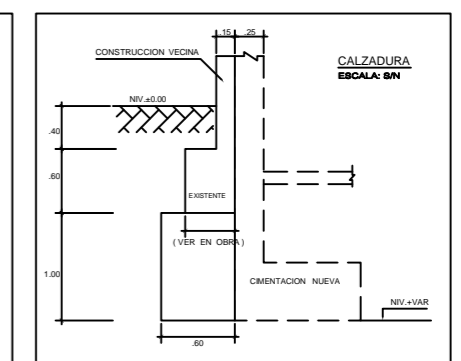 .15 .25
CONSTRUCCION VECINA
CALZADURA
ESCALA: S/N
NIV.±0.00
.40
.60
EXISTENTE
( VER EN OBRA )
1.00
CIMENTACION NUEVA
NIV.+VAR
.60